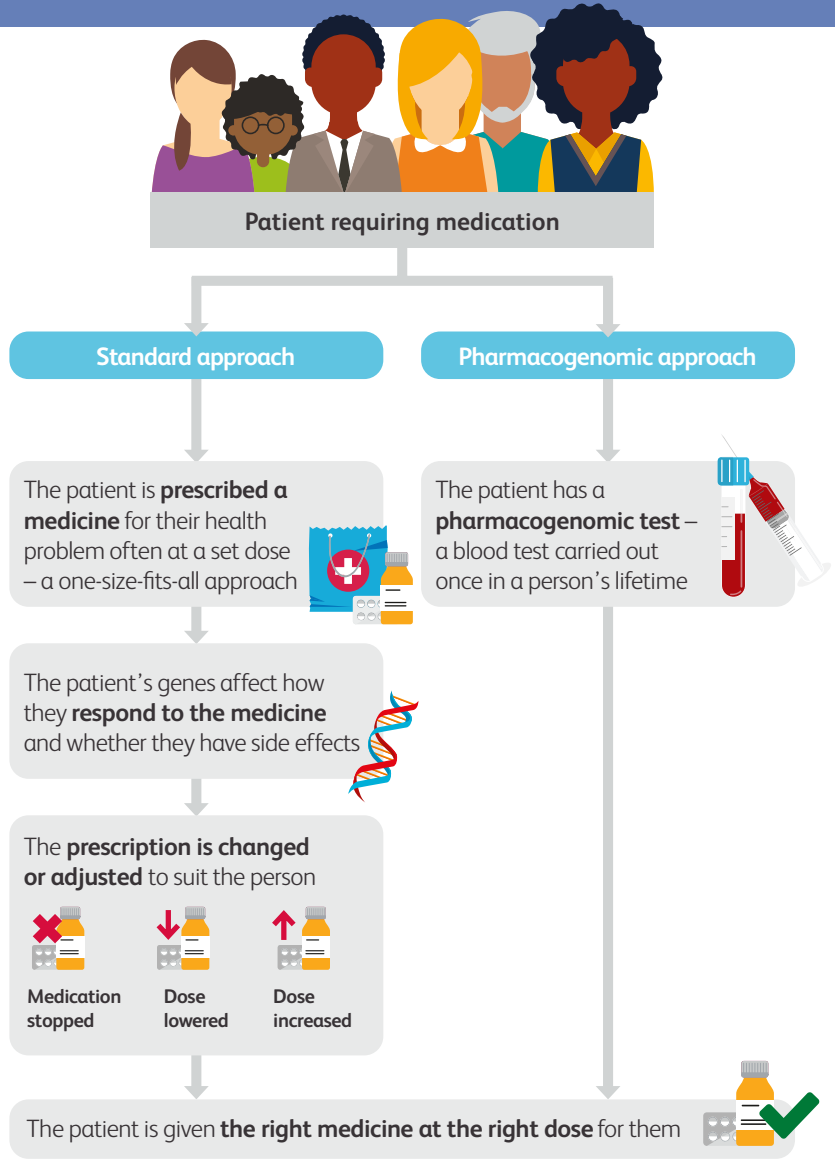 Patient requiring medication
Standard approach
The patient is prescribed a
medicine for their health
problem often at a set dose
– a one-size-fits-all approach
The patient’s genes affect how
they respond to the medicine
and whether they have side effects
The prescription is changed
or adjusted to suit the person
Medication
stopped
Dose
lowered
Dose
increased
Pharmacogenomic approach
The patient has a
pharmacogenomic test –
a blood test carried out
once in a person’s lifetime
The patient is given the right medicine at the right dose for them